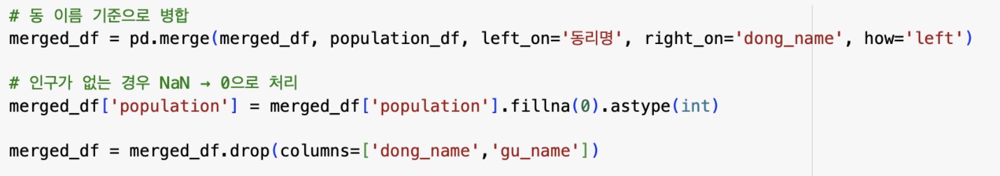 # 동 이름 기준으로 병합
merged_df = pd.merge(merged_df, population_df, left_on='동리명', right_on='dong_name', how='left')
# 인구가 없는 경우 NaN → 0으로 처리
merged_df['population'] = merged_df['population'].fillna(0).astype(int)
merged_df = merged_df.drop(columns=['dong_name','gu_name'])